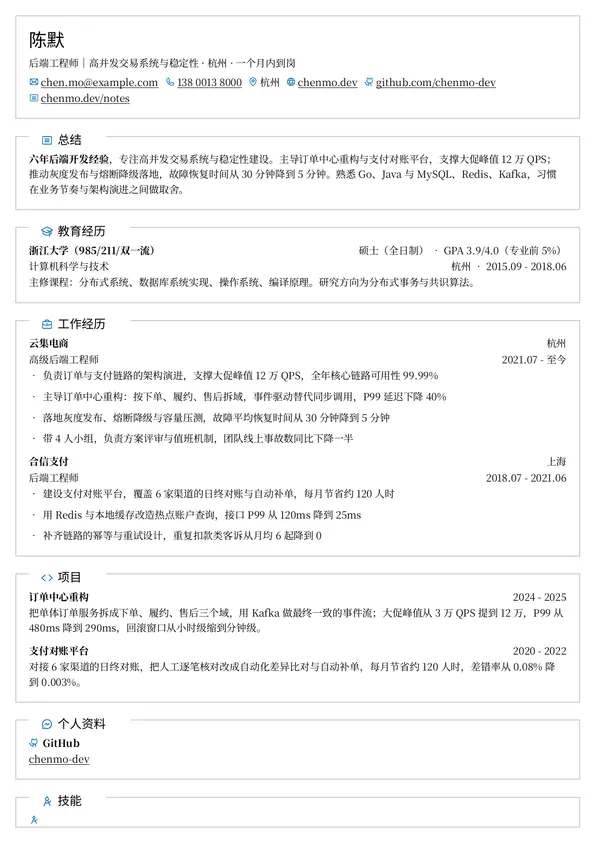 陈默
后端工程师｜高并发交易系统与稳定性 · 杭州 · 一个月内到岗
chen.mo@example.com 138 0013 8000 杭州 chenmo.dev github.com/chenmo-dev
chenmo.dev/notes
总结
六年后端开发经验，专注高并发交易系统与稳定性建设。主导订单中心重构与支付对账平台，支撑大促峰值 12 万 QPS；
推动灰度发布与熔断降级落地，故障恢复时间从 30 分钟降到 5 分钟。熟悉 Go、Java 与 MySQL、Redis、Kafka，习惯
在业务节奏与架构演进之间做取舍。
教育经历
浙江大学（985/211/双一流） 硕士（全日制） · GPA 3.9/4.0（专业前 5%）
计算机科学与技术 杭州 · 2015.09 - 2018.06
主修课程：分布式系统、数据库系统实现、操作系统、编译原理。研究方向为分布式事务与共识算法。
工作经历
云集电商 杭州
高级后端工程师 2021.07 - 至今
· 负责订单与支付链路的架构演进，支撑大促峰值 12 万 QPS，全年核心链路可用性 99.99%
· 主导订单中心重构：按下单、履约、售后拆域，事件驱动替代同步调用，P99 延迟下降 40%
· 落地灰度发布、熔断降级与容量压测，故障平均恢复时间从 30 分钟降到 5 分钟
· 带 4 人小组，负责方案评审与值班机制，团队线上事故数同比下降一半
合信支付 上海
后端工程师 2018.07 - 2021.06
· 建设支付对账平台，覆盖 6 家渠道的日终对账与自动补单，每月节省约 120 人时
· 用 Redis 与本地缓存改造热点账户查询，接口 P99 从 120ms 降到 25ms
· 补齐链路的幂等与重试设计，重复扣款类客诉从月均 6 起降到 0
项目
订单中心重构 2024 - 2025
把单体订单服务拆成下单、履约、售后三个域，用 Kafka 做最终一致的事件流；大促峰值从 3 万 QPS 提到 12 万，P99 从
480ms 降到 290ms，回滚窗口从小时级缩到分钟级。
支付对账平台 2020 - 2022
对接 6 家渠道的日终对账，把人工逐笔核对改成自动化差异比对与自动补单，每月节省约 120 人时，差错率从 0.08% 降
到 0.003%。
个人资料
GitHub
chenmo-dev
技能